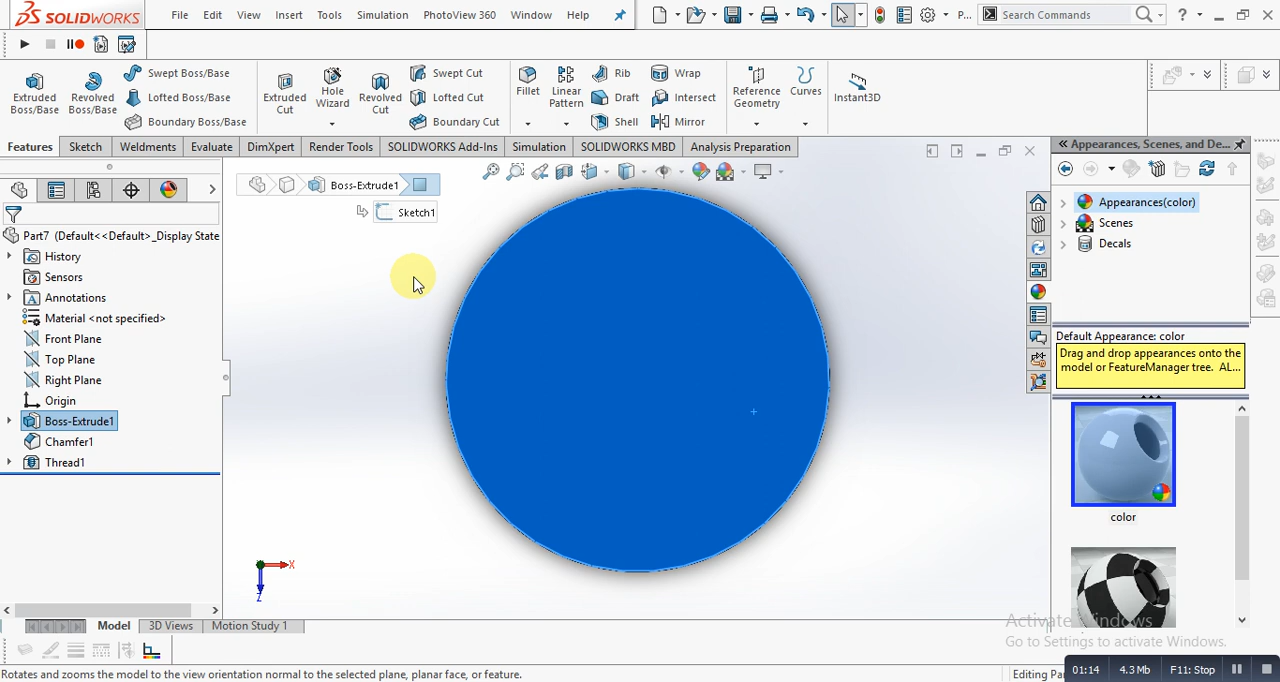 SOLIDWORKS
File Edit View Insert Tools Simulation PhotoView 360 Window Help
P... Search Commands
Extruded Boss/Base
Revolved Boss/Base
Swept Boss/Base
Lofted Boss/Base
Boundary Boss/Base
Extruded Cut
Hole Wizard
Revolved Cut
Swept Cut
Lofted Cut
Boundary Cut
Fillet
Linear Pattern
Rib
Draft
Shell
Wrap
Intersect
Mirror
Reference Geometry
Curves
Instant3D
Features Sketch Weldments Evaluate DimXpert Render Tools SOLIDWORKS Add-Ins Simulation SOLIDWORKS MBD Analysis Preparation
Part7 (Default<<Default>_Display State
History
Sensors
Annotations
Material <not specified>
Front Plane
Top Plane
Right Plane
Origin
Boss-Extrude1
Chamfer1
Thread1
Boss-Extrude1
Sketch1
X
Z
Appearances, Scenes, and De...
Appearances(color)
Scenes
Decals
Default Appearance: color
Drag and drop appearances onto the
model or FeatureManager tree. AL...
color
Activate Windows
Go to Settings to activate Windows.
Model 3D Views Motion Study 1
Rotates and zooms the model to the view orientation normal to the selected plane, planar face, or feature.
Editing
01:14 4.3 Mb F11: Stop